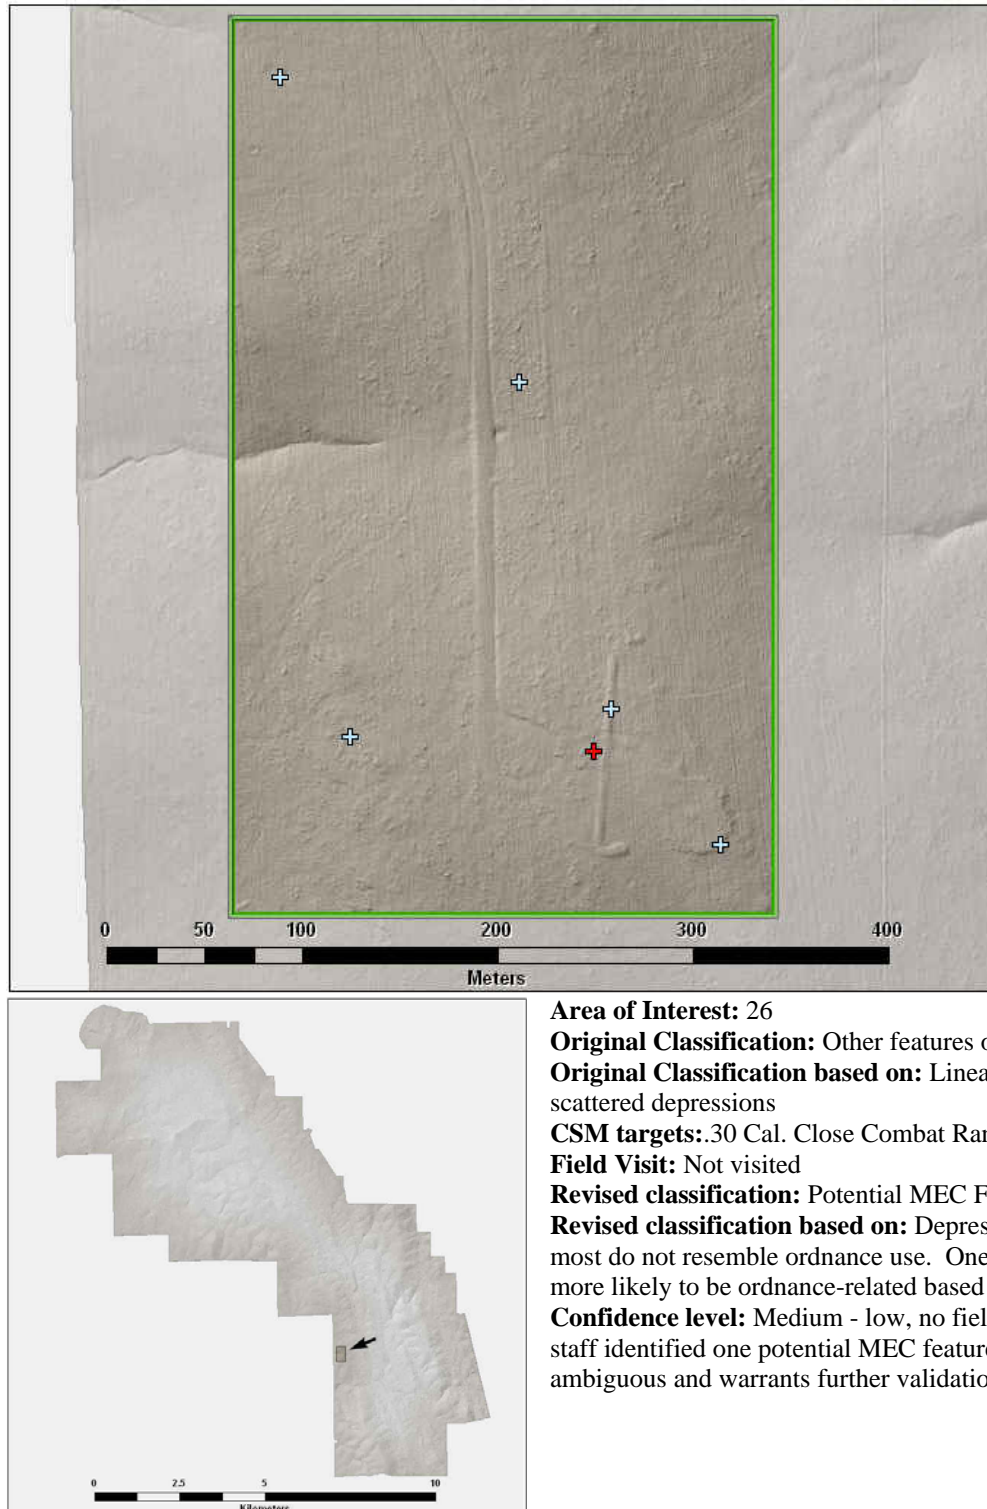 0 50 100 200 300 400
Meters
Area of Interest: 26
Original Classification: Other features o
Original Classification based on: Linea
scattered depressions
CSM targets:.30 Cal. Close Combat Ran
Field Visit: Not visited
Revised classification: Potential MEC F
Revised classification based on: Depres
most do not resemble ordnance use.  One
more likely to be ordnance-related based
Confidence level: Medium - low, no fiel
staff identified one potential MEC feature
ambiguous and warrants further validatio
0 2.5 5 10
Kilometers